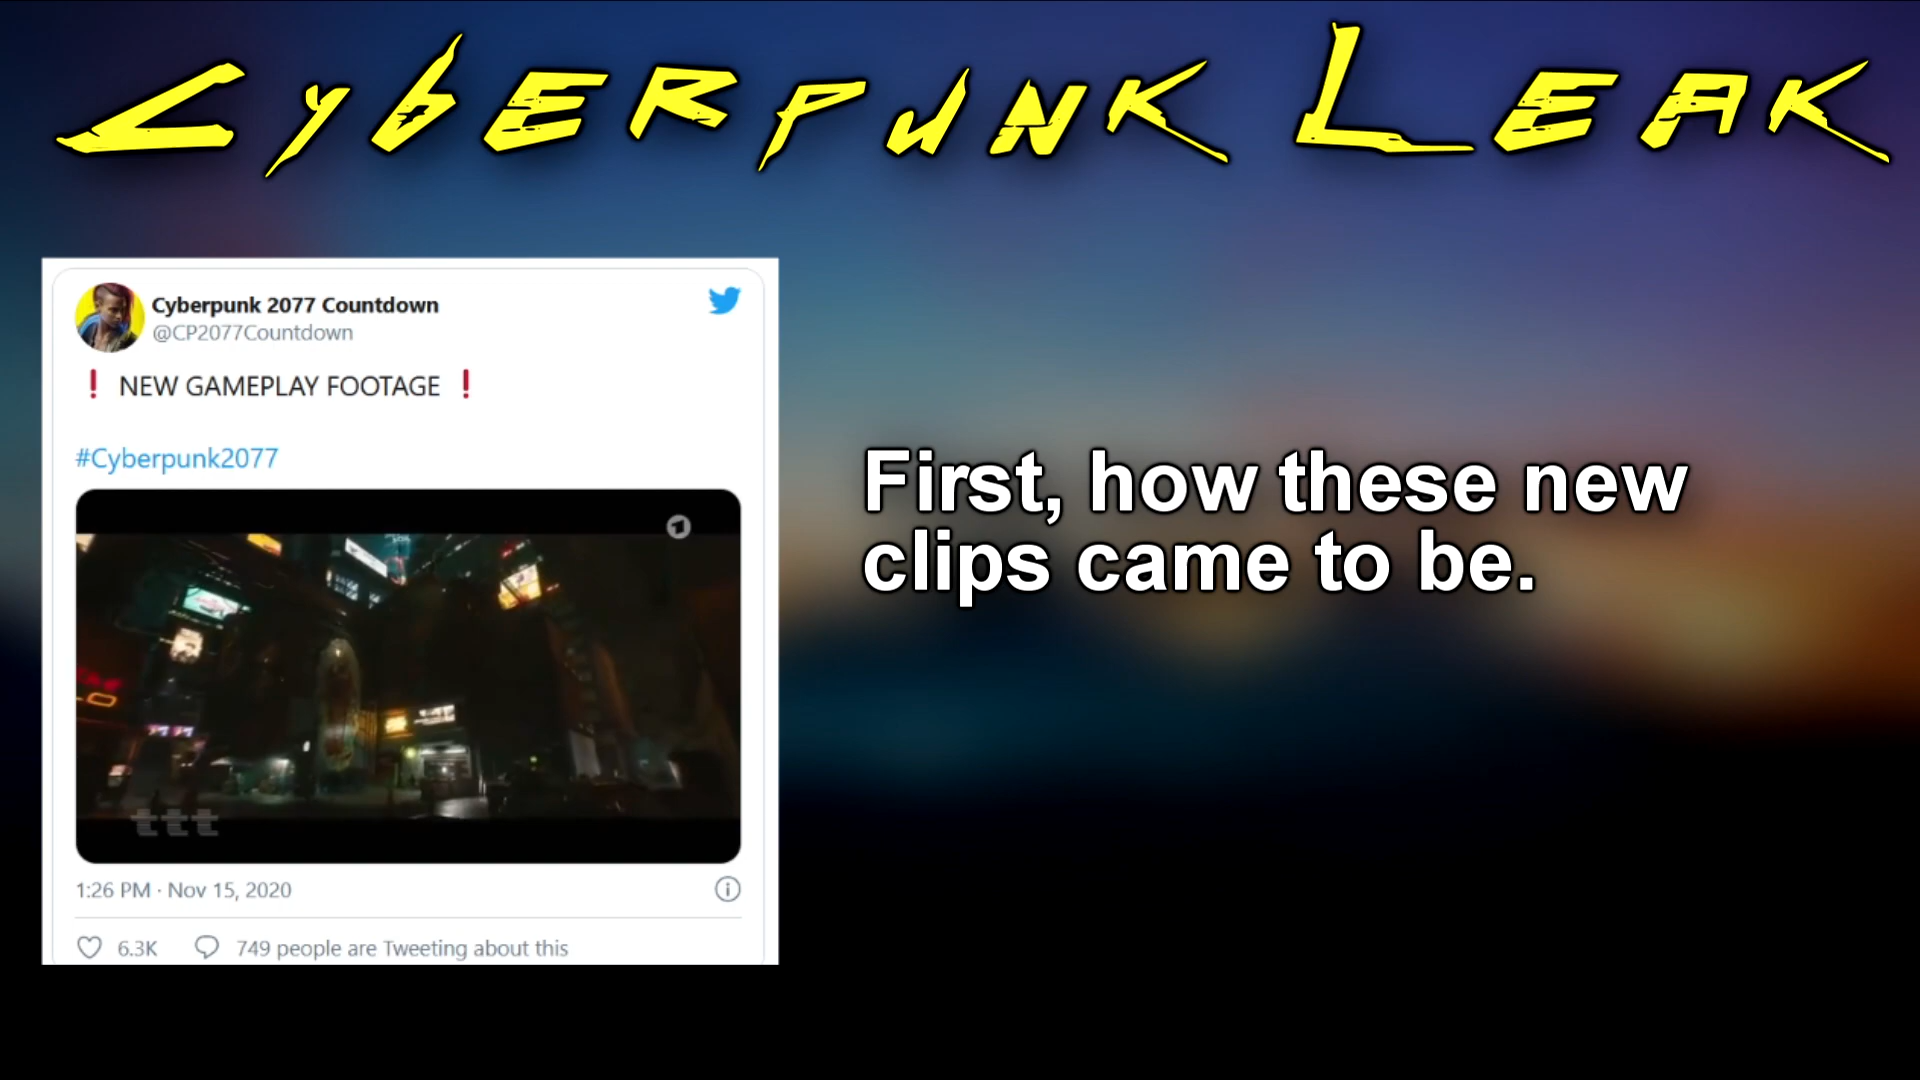 Cyberpunk Leak
Cyberpunk 2077 Countdown
@CP2077Countdown
❗ NEW GAMEPLAY FOOTAGE ❗
#Cyberpunk2077
ttt
1:26 PM · Nov 15, 2020
6.3K 749 people are Tweeting about this
First, how these new
clips came to be.